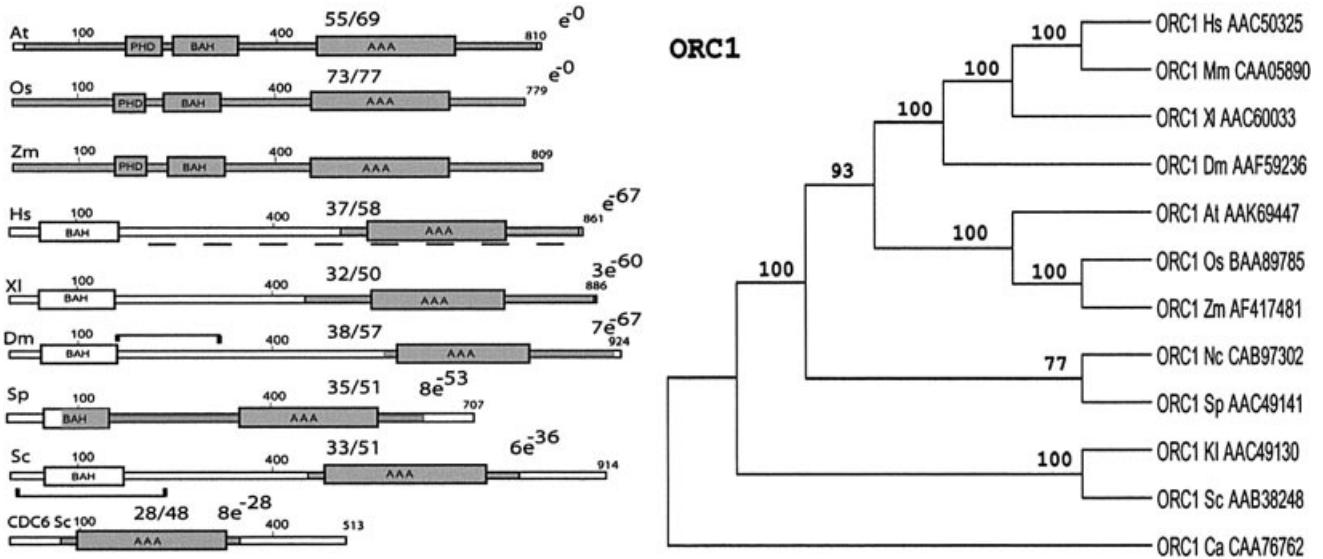 At 100 PHD BAH 400 55/69 AAA 810 e-0
Os 100 PHD BAH 400 73/77 AAA 779 e-0
Zm 100 PHD BAH 400 AAA 809
Hs 100 BAH 400 37/58 AAA 861 e-67
Xl 100 BAH 400 32/50 AAA 886 3e-60
Dm 100 BAH 400 38/57 AAA 924 7e-67
Sp 100 BAH 400 35/51 AAA 8e-53 707
Sc 100 BAH 400 33/51 AAA 6e-36 914
CDC6 Sc 100 28/48 AAA 8e-28 400 513
ORC1
100
100
100
93
100
100
100
77
100
ORC1 Hs AAC50325
ORC1 Mm CAA05890
ORC1 Xl AAC60033
ORC1 Dm AAF59236
ORC1 At AAK69447
ORC1 Os BAA89785
ORC1 Zm AF417481
ORC1 Nc CAB97302
ORC1 Sp AAC49141
ORC1 Kl AAC49130
ORC1 Sc AAB38248
ORC1 Ca CAA76762